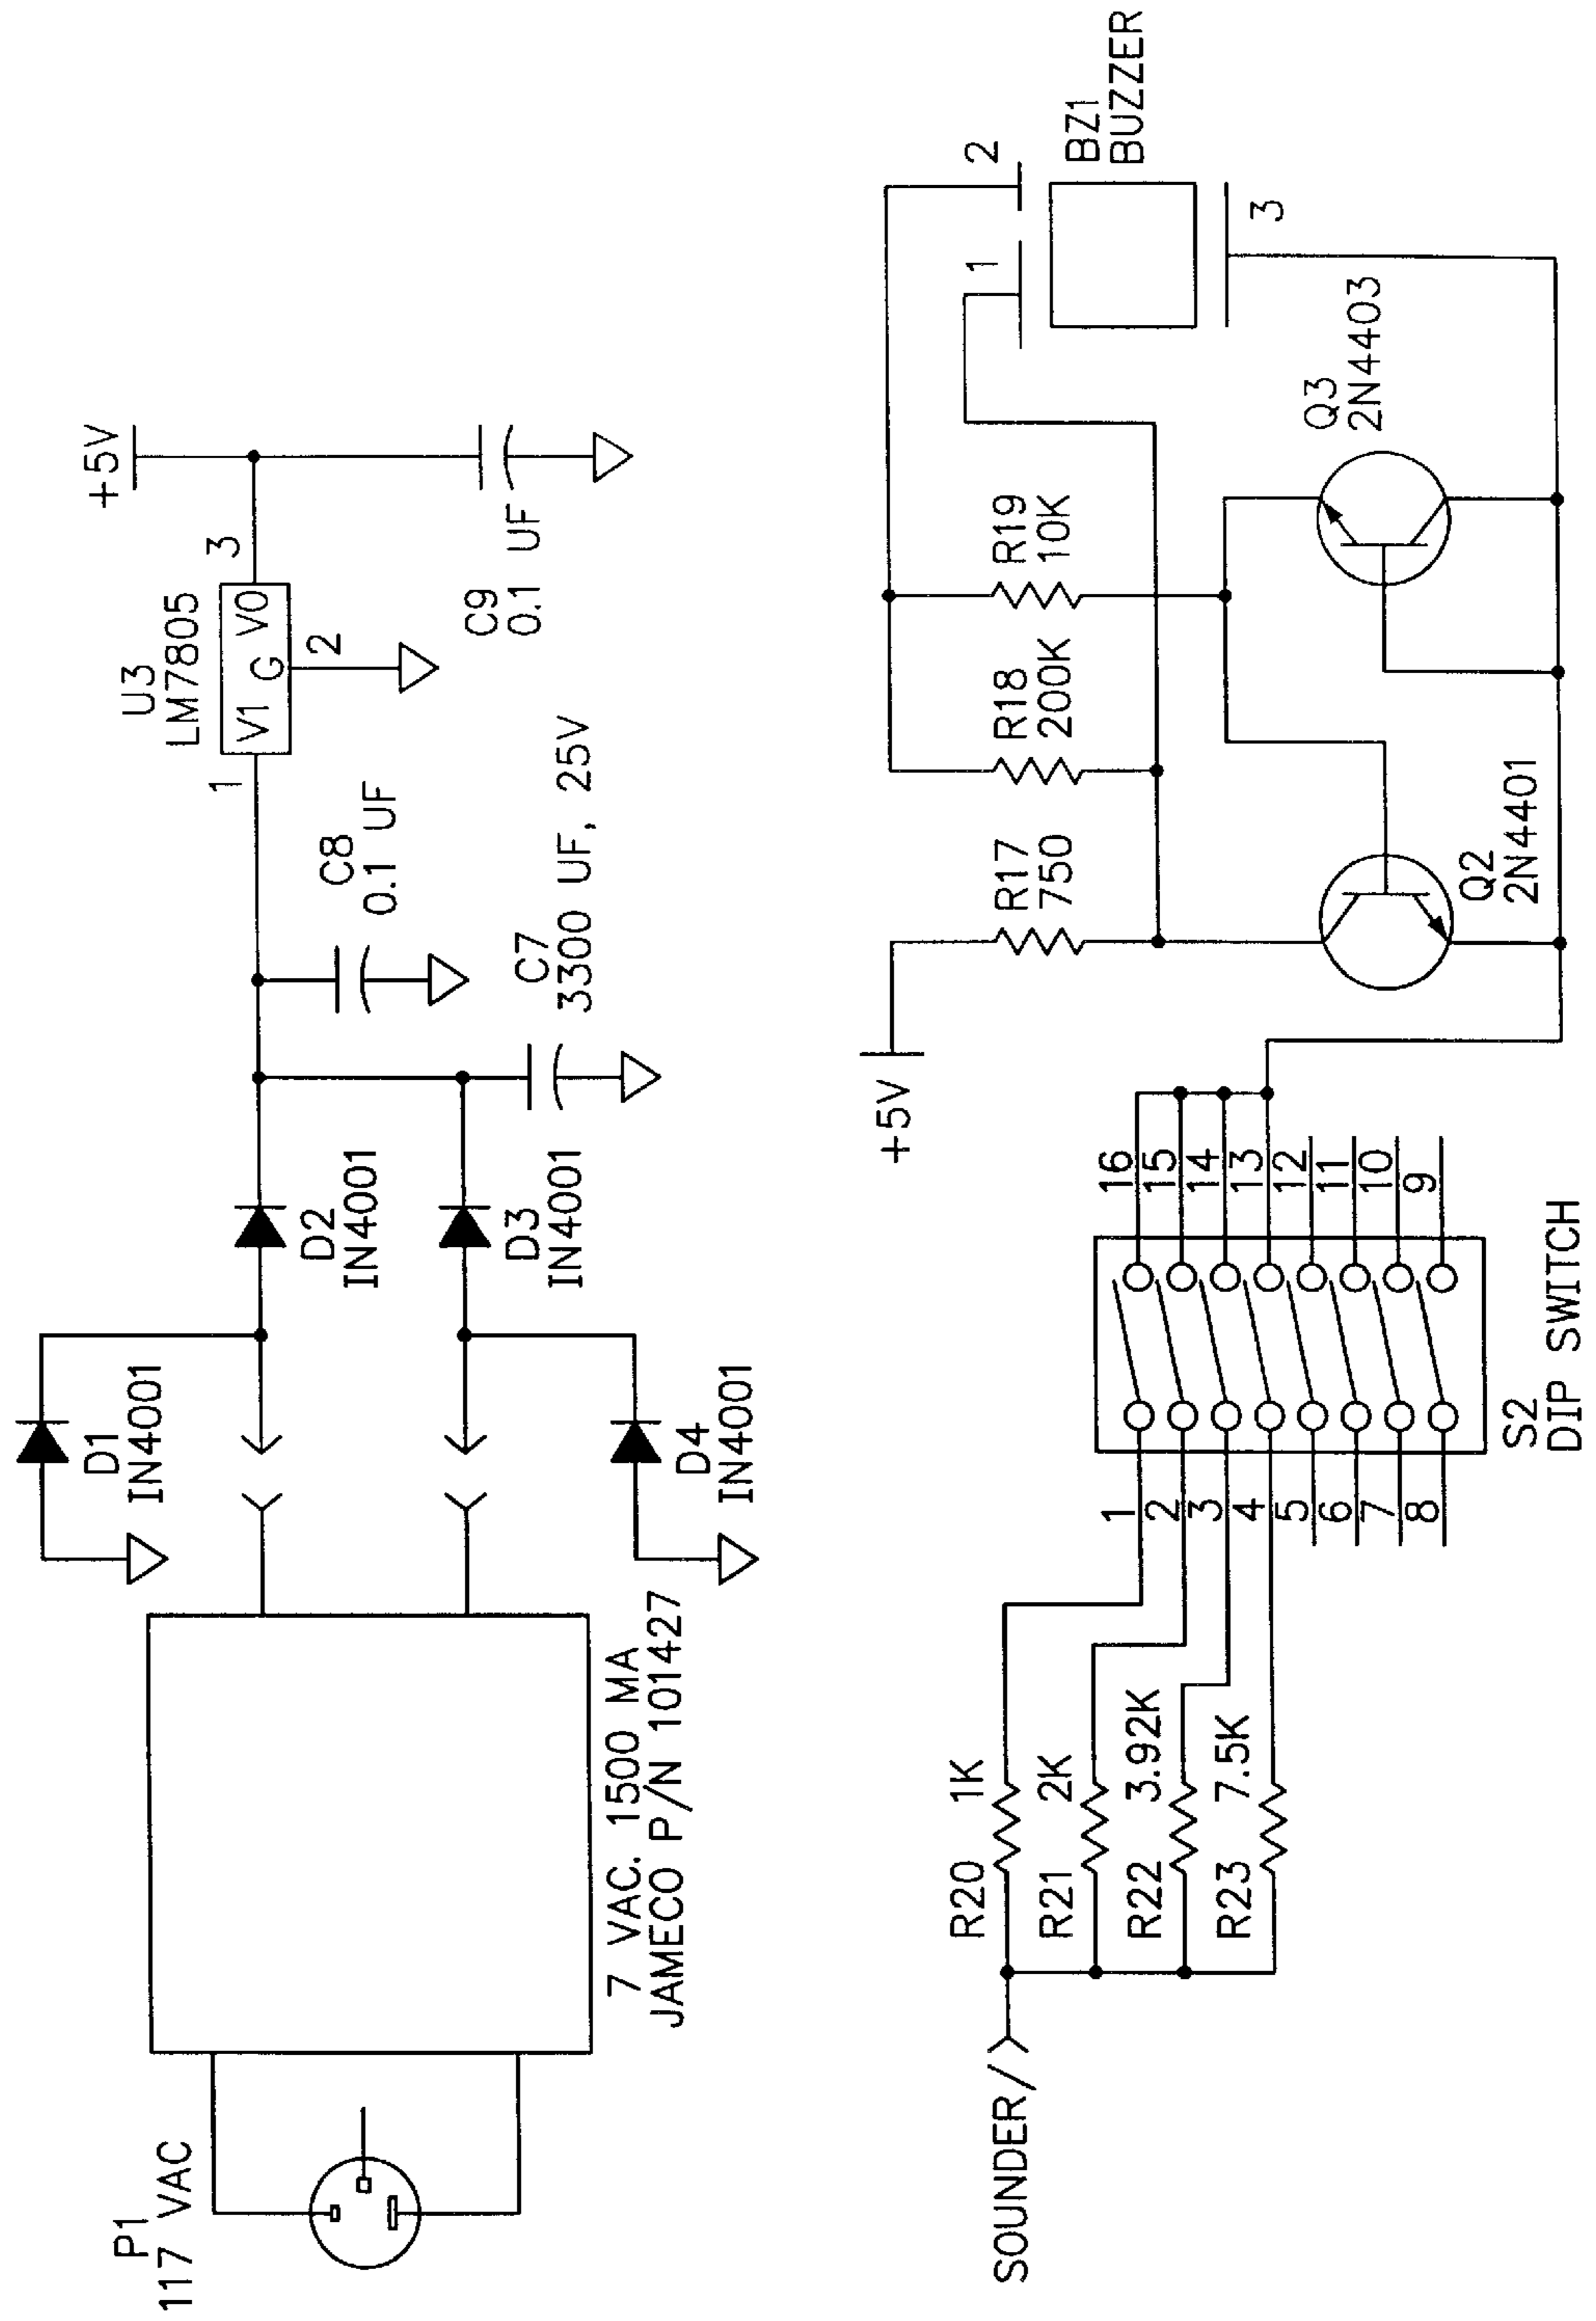 P1
117 VAC
7 VAC. 1500 MA
JAMECO P/N 101427
D1
IN4001
D2
IN4001
D3
IN4001
D4
IN4001
C7
3300 UF, 25V
C8
0.1 UF
U3
LM7805
1
V1
G
V0
2
3
+5V
C9
0.1 UF
SOUNDER/
R20
1K
R21
2K
R22
3.92K
R23
7.5K
1
2
3
4
5
6
7
8
16
15
14
13
12
11
10
9
S2
DIP SWITCH
+5V
R17
750
R18
200K
R19
10K
Q2
2N4401
Q3
2N4403
1
2
3
BZ1
BUZZER